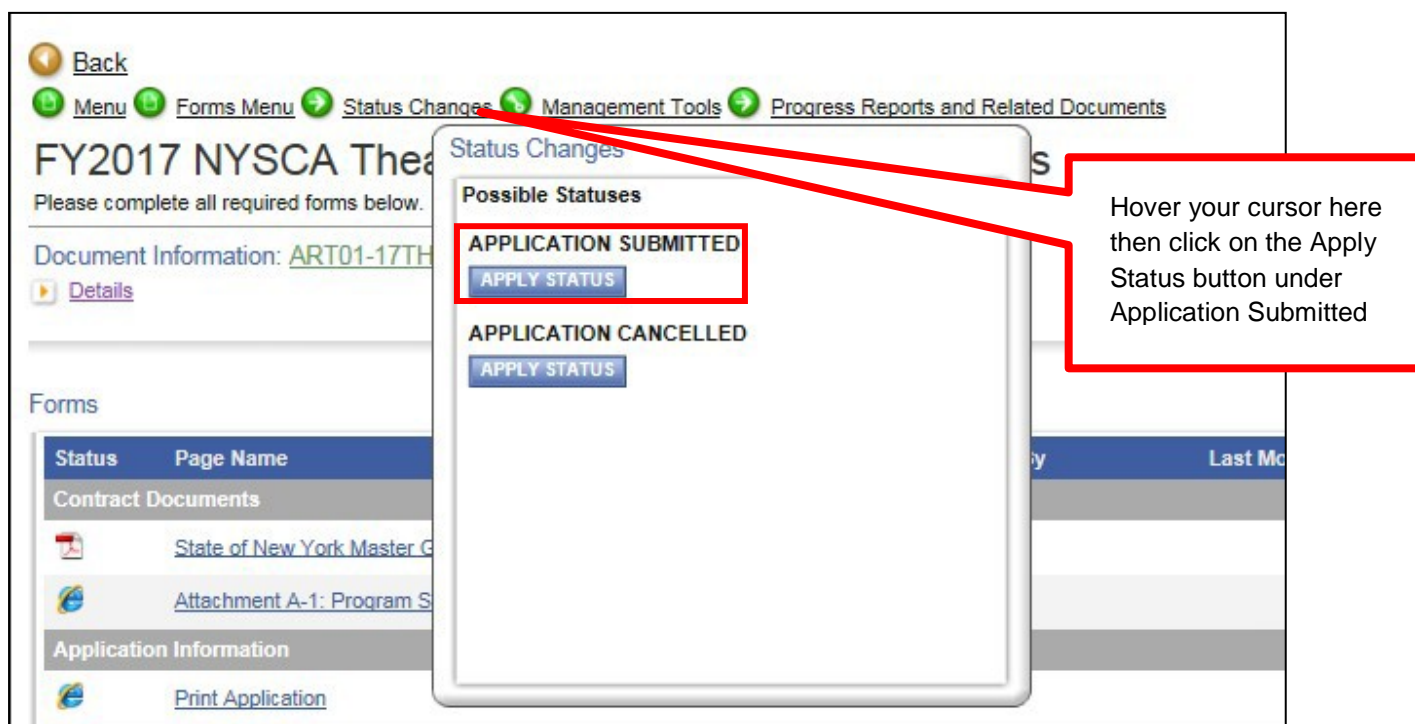 Back
Menu Forms Menu Status Changes Management Tools Progress Reports and Related Documents
FY2017 NYSCA
Status Changes
Please complete all required forms below.
Possible Statuses
Document Information: ART01-17TH
Details
APPLICATION SUBMITTED
APPLY STATUS
APPLICATION CANCELLED
APPLY STATUS
Hover your cursor here
then click on the Apply
Status button under
Application Submitted
Forms
Status Page Name Last
Contract Documents
State of New York Master
Attachment A-1: Program
Application Information
Print Application